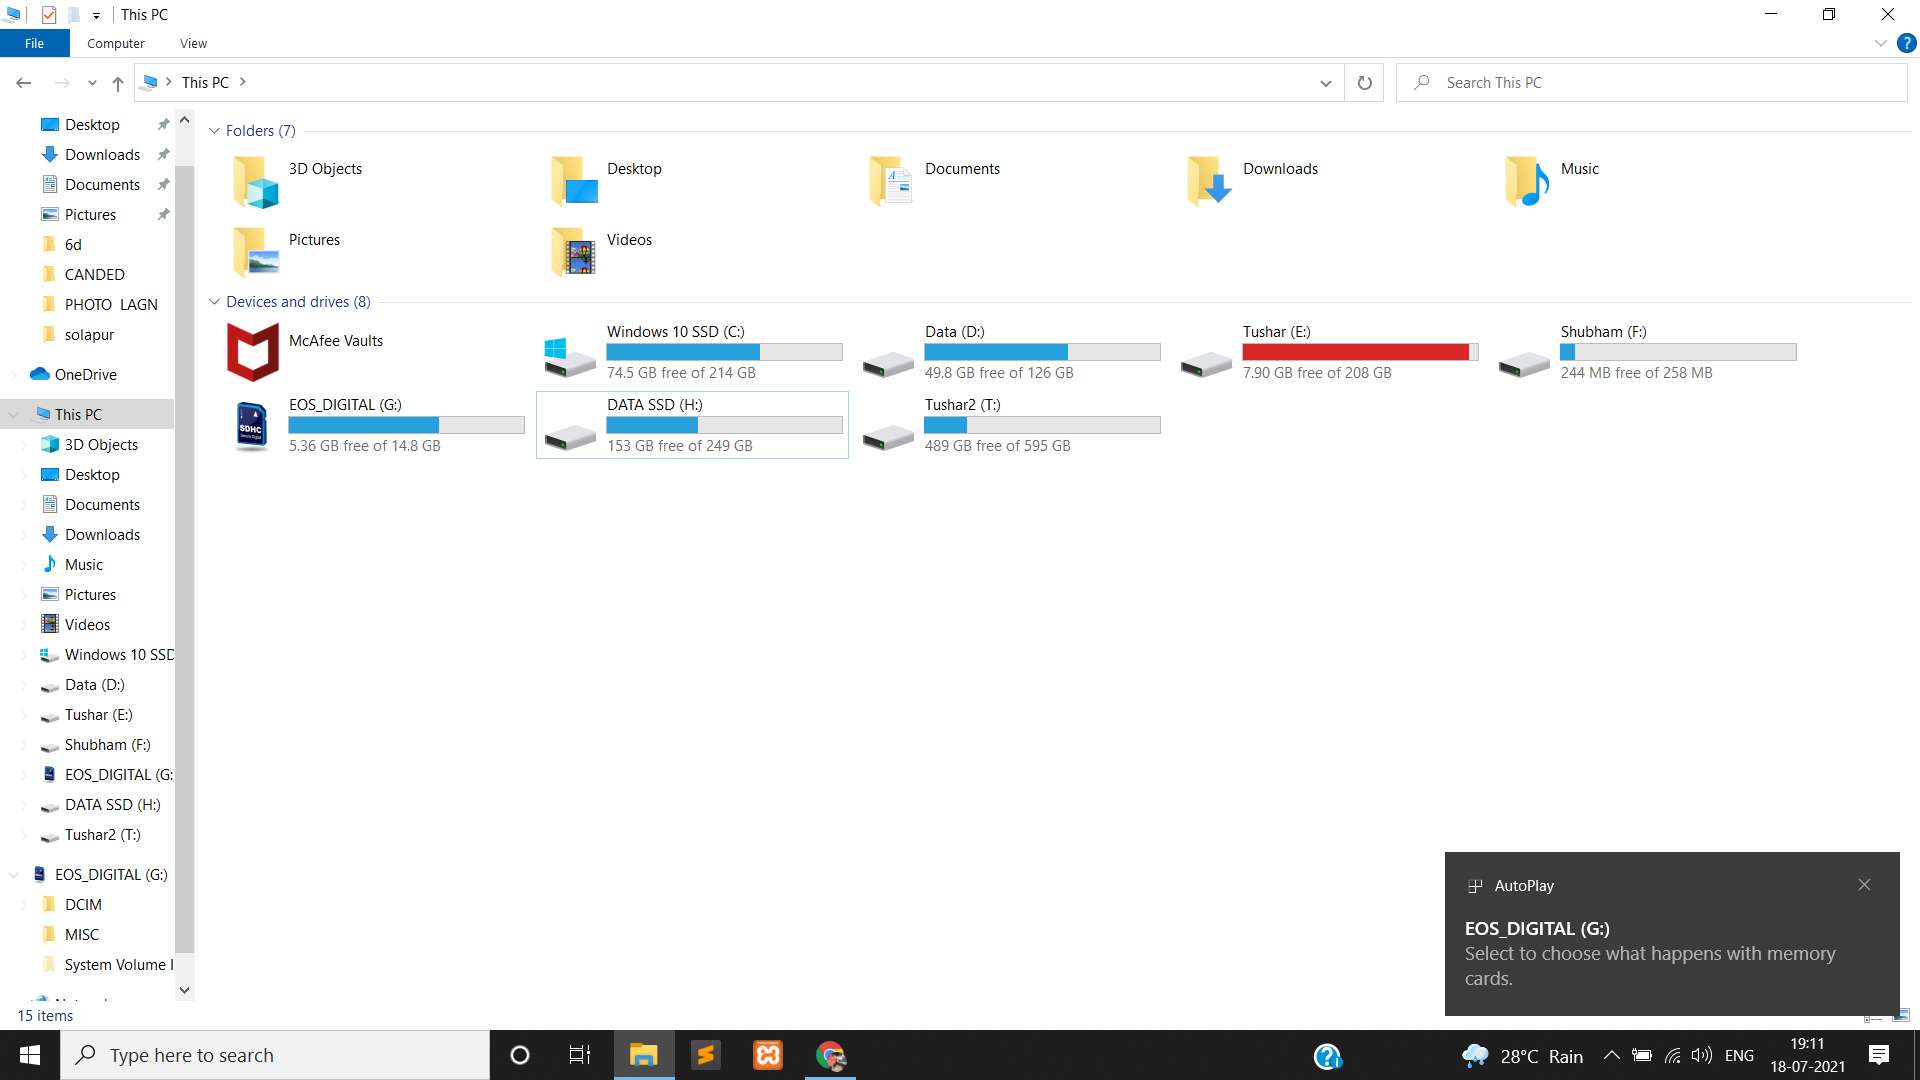 This PC
File
Computer
View
This PC
Search This PC
Desktop
Downloads
Documents
Pictures
6d
CANDED
PHOTO LAGN
solapur
OneDrive
This PC
3D Objects
Desktop
Documents
Downloads
Music
Pictures
Videos
Windows 10 SSD
Data (D:)
Tushar (E:)
Shubham (F:)
EOS_DIGITAL (G:
DATA SSD (H:)
Tushar2 (T:)
EOS_DIGITAL (G:)
DCIM
MISC
System Volume I
15 items
Folders (7)
3D Objects
Desktop
Documents
Downloads
Music
Pictures
Videos
Devices and drives (8)
McAfee Vaults
Windows 10 SSD (C:)
74.5 GB free of 214 GB
Data (D:)
49.8 GB free of 126 GB
Tushar (E:)
7.90 GB free of 208 GB
Shubham (F:)
244 MB free of 258 MB
SDHC
EOS_DIGITAL (G:)
5.36 GB free of 14.8 GB
DATA SSD (H:)
153 GB free of 249 GB
Tushar2 (T:)
489 GB free of 595 GB
AutoPlay
EOS_DIGITAL (G:)
Select to choose what happens with memory
cards.
Type here to search
28°C Rain
ENG
19:11
18-07-2021